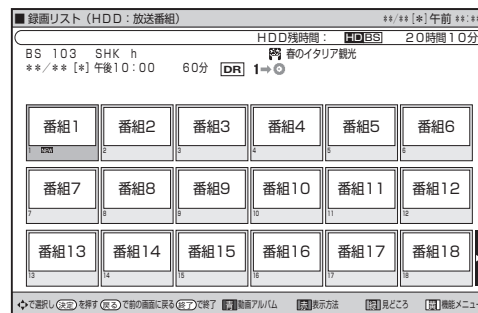 録画リスト（HDD：放送番組） **/** [*] 午前 **:**
HDD残時間： HD BS 20時間10分
BS 103 SHK h 春のイタリア観光
**/** [*] 午後10:00 60分 DR 1➡
番組1 番組2 番組3 番組4 番組5 番組6
1 NEW 2 3 4 5 6
番組7 番組8 番組9 番組10 番組11 番組12
7 8 9 10 11 12
番組13 番組14 番組15 番組16 番組17 番組18
13 14 15 16 17 18
で選択し 決定 を押す 戻る で前の画面に戻る 終了 で終了 青 動画アルバム 赤 表示方法 緑 見どころ 黄 機能メニュー